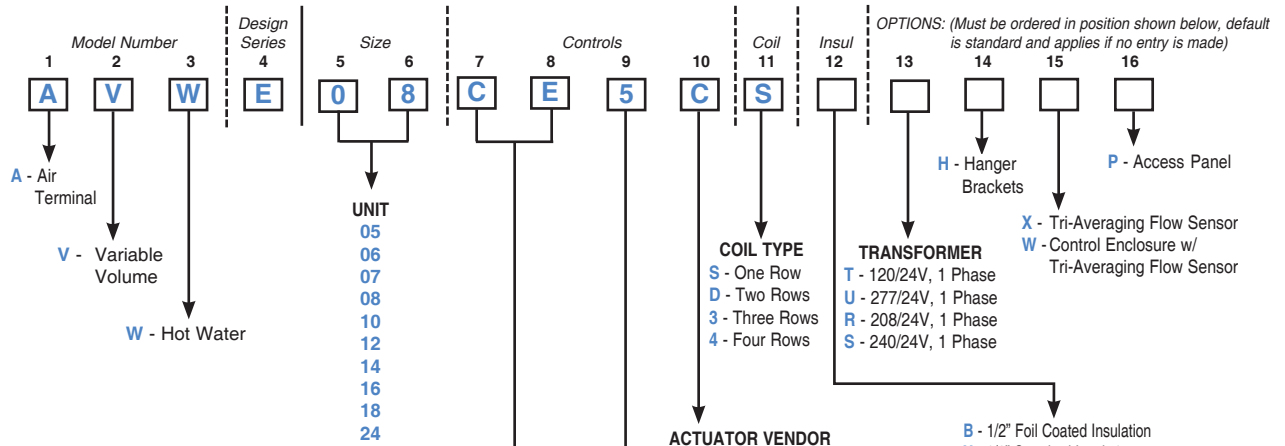 Model Number
Design
Series
Size
Controls
Coil
Insul
OPTIONS: (Must be ordered in position shown below, default
is standard and applies if no entry is made)
1 2 3 4 5 6 7 8 9 10 11 12 13 14 15 16
A V W E 0 8 C E 5 C S
A - Air
Terminal
V - Variable
Volume
W - Hot Water
UNIT
05
06
07
08
10
12
14
16
18
24
COIL TYPE
S - One Row
D - Two Rows
3 - Three Rows
4 - Four Rows
TRANSFORMER
T - 120/24V, 1 Phase
U - 277/24V, 1 Phase
R - 208/24V, 1 Phase
S - 240/24V, 1 Phase
H - Hanger
Brackets
P - Access Panel
X - Tri-Averaging Flow Sensor
W - Control Enclosure w/
Tri-Averaging Flow Sensor
ACTUATOR VENDOR
B - 1/2" Foil Coated Insulation